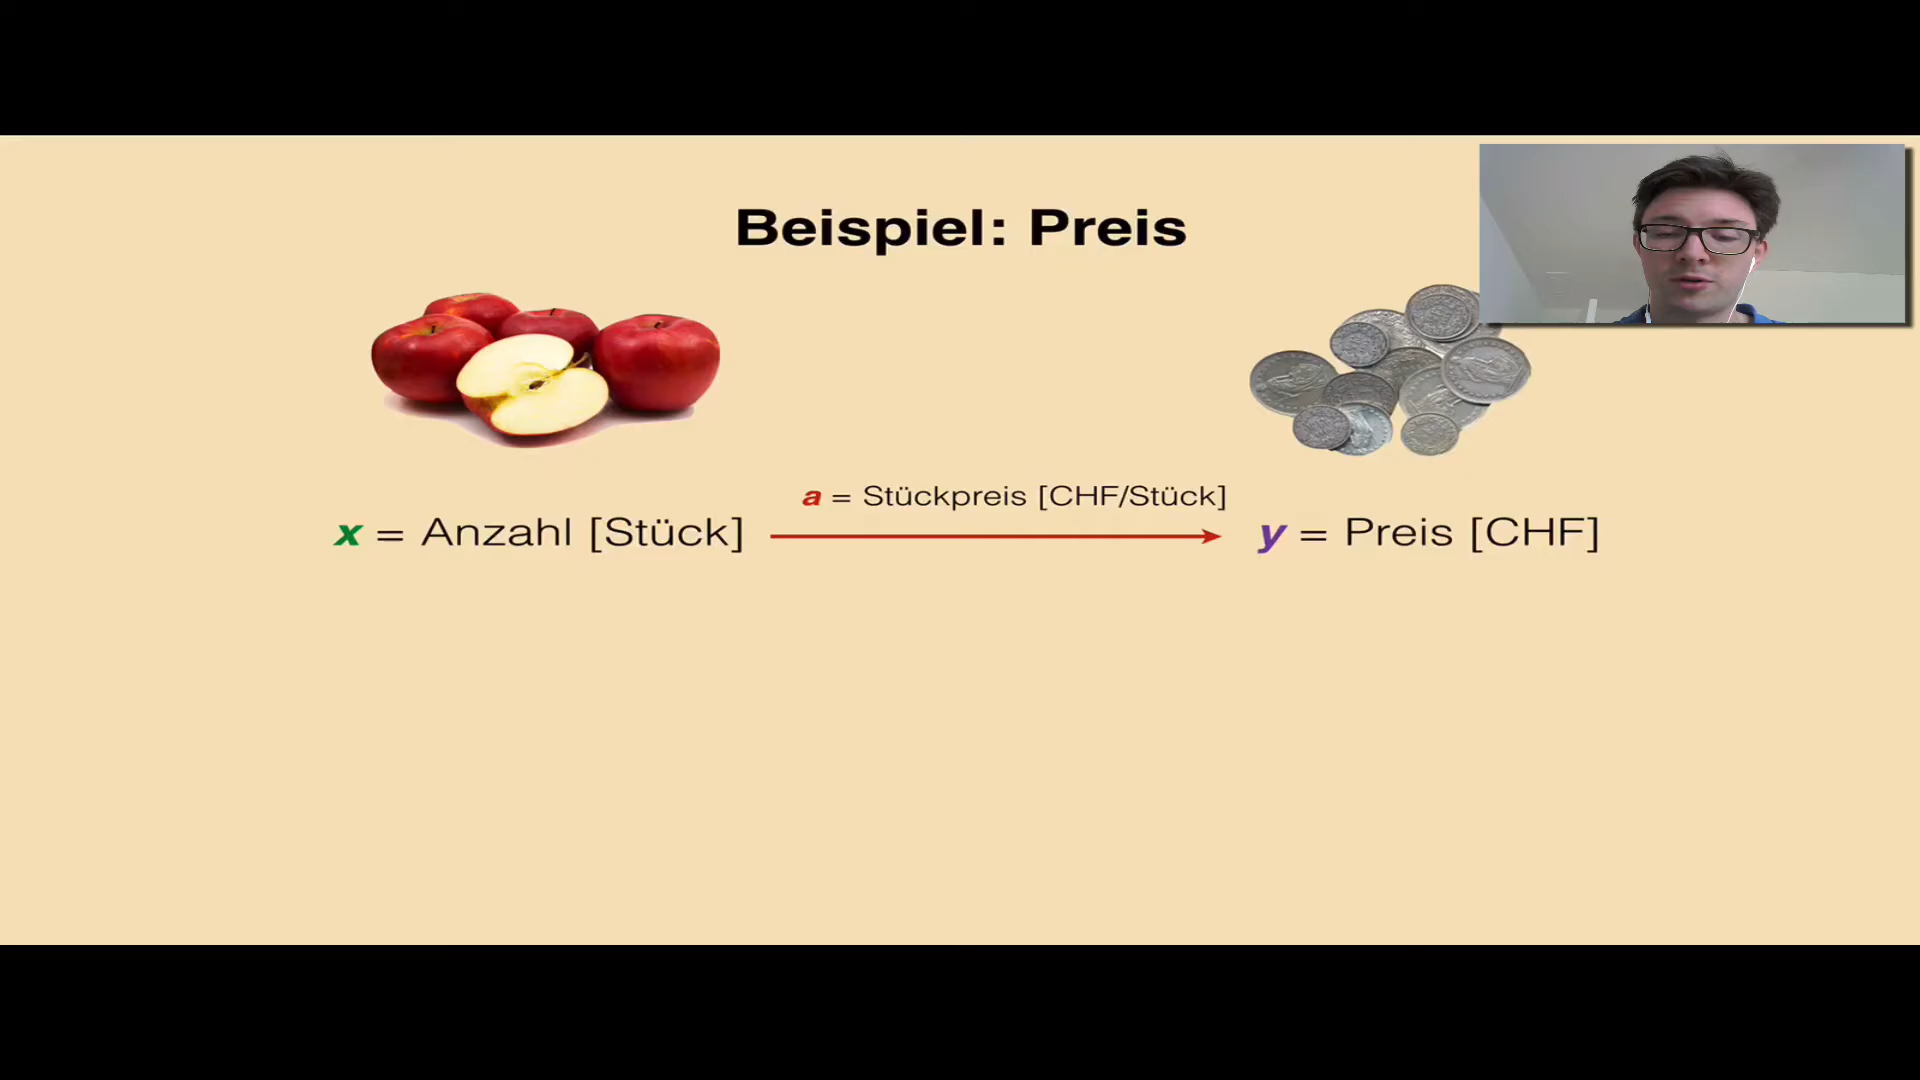 Beispiel: Preis
a = Stückpreis [CHF/Stück]
x = Anzahl [Stück]
y = Preis [CHF]